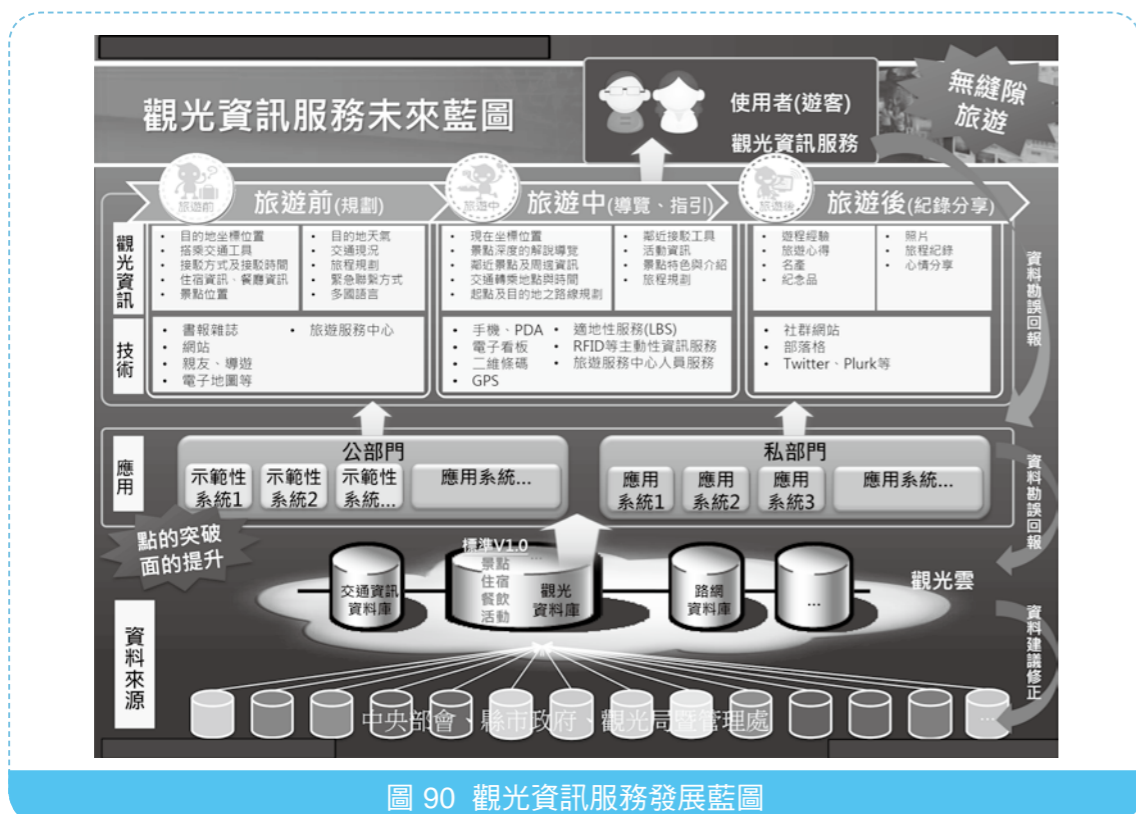 觀光資訊服務未來藍圖
使用者(遊客)
觀光資訊服務
無縫隙
旅遊
旅遊前
旅遊前(規劃)
旅遊中
旅遊中(導覽、指引)
旅遊後
旅遊後(紀錄分享)
觀光資訊
• 目的地坐標位置
• 搭乘交通工具
• 接駁方式及接駁時間
• 住宿資訊、餐廳資訊
• 景點位置
• 目的地天氣
• 交通現況
• 旅程規劃
• 緊急聯繫方式
• 多國語言
• 現在坐標位置
• 景點深度的解說導覽
• 鄰近景點及周邊資訊
• 交通轉乘地點與時間
• 起點及目的地之路線規劃
• 鄰近接駁工具
• 活動資訊
• 景點特色與介紹
• 旅程規劃
• 遊程經驗
• 旅遊心得
• 名產
• 紀念品
• 照片
• 旅程紀錄
• 心情分享
技術
• 書報雜誌
• 網站
• 親友、導遊
• 電子地圖等
• 旅遊服務中心
• 手機、PDA
• 電子看板
• 二維條碼
• GPS
• 適地性服務(LBS)
• RFID等主動性資訊服務
• 旅遊服務中心人員服務
• 社群網站
• 部落格
• Twitter、Plurk等
資料勘誤回報
應用
公部門
示範性
系統1
示範性
系統2
示範性
系統...
應用系統...
私部門
應用
系統1
應用
系統2
應用
系統3
應用系統...
資料勘誤回報
點的突破
面的提升
標準V1.0
景點
住宿
餐飲
活動
...
觀光
資料庫
交通資訊
資料庫
路網
資料庫
...
觀光雲
資料建議修正
資料來源
中央部會、縣市政府、觀光局暨管理處
...
圖 90 觀光資訊服務發展藍圖